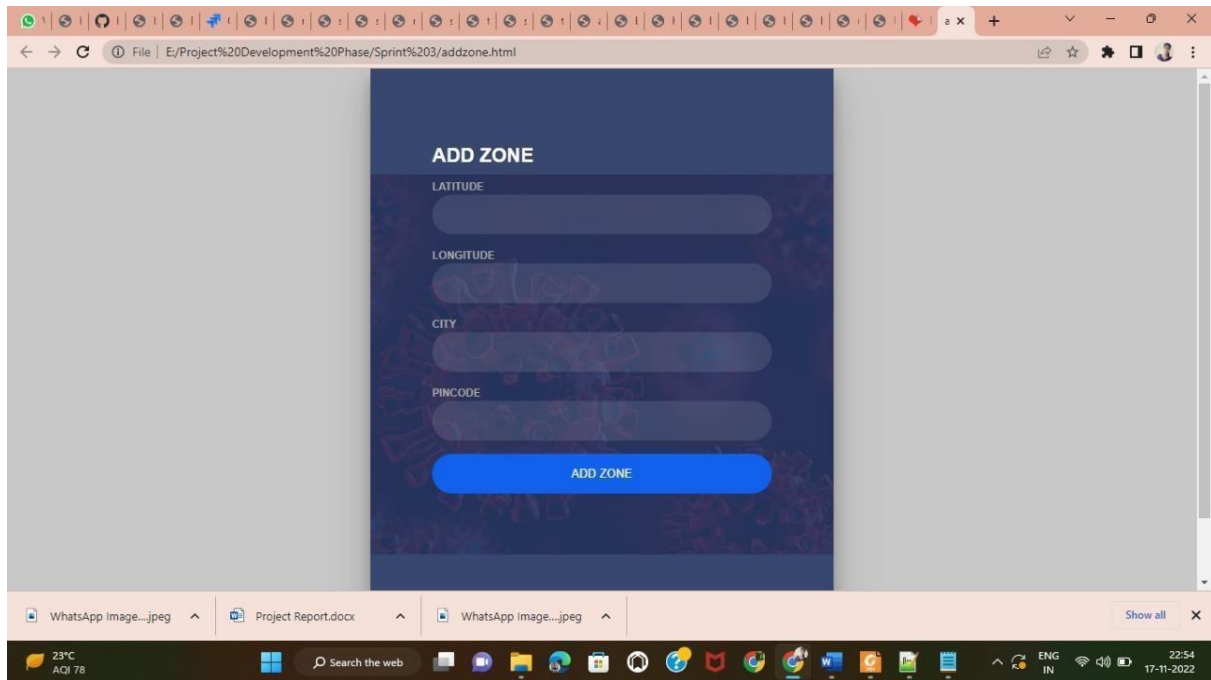 File | E:/Project%20Development%20Phase/Sprint%203/addzone.html
ADD ZONE
LATITUDE
LONGITUDE
CITY
PINCODE
ADD ZONE
WhatsApp Image....jpeg
Project Report.docx
WhatsApp Image....jpeg
Show all
23°C
AQI 78
Search the web
ENG
IN
22:54
17-11-2022